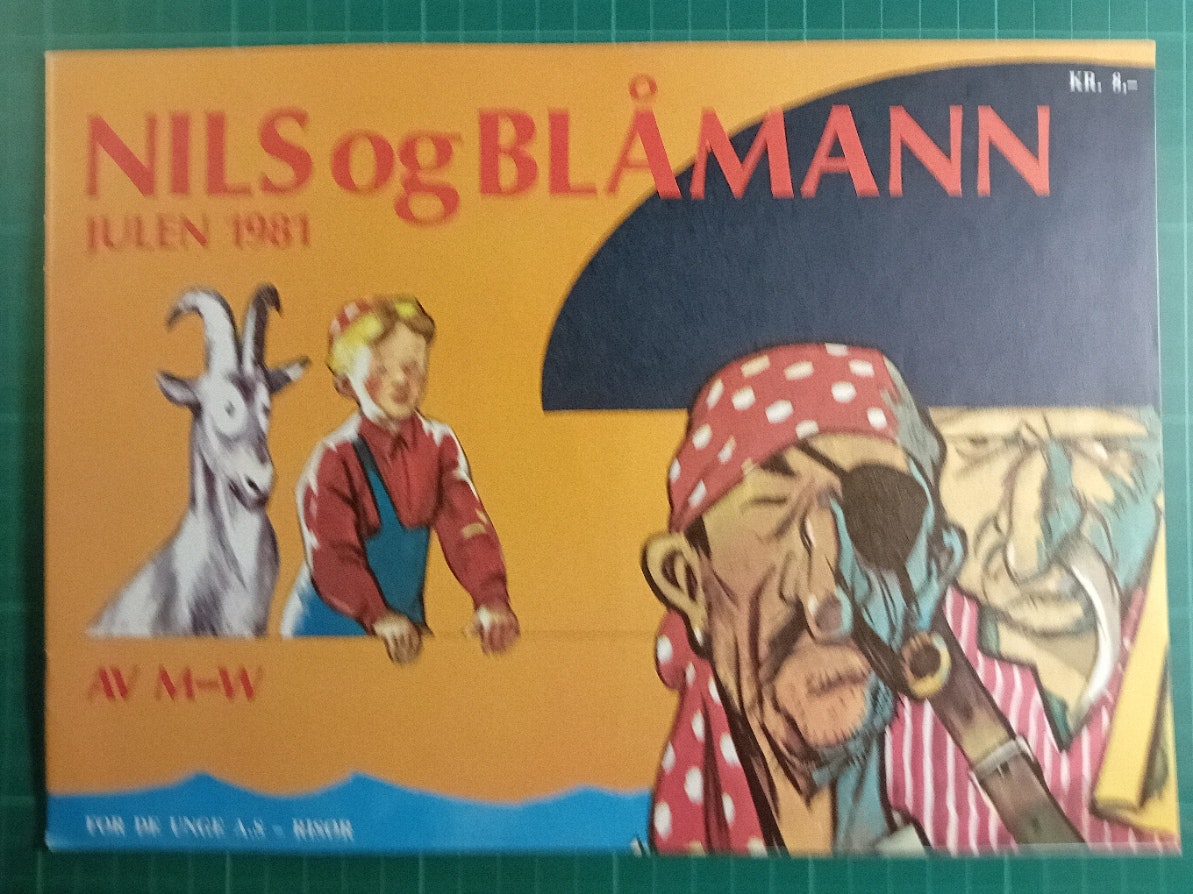 KR. 8,=
NILS og BLÅMANN
JULEN 1981
AV M-W
FOR DE UNGE A.S - RISØR